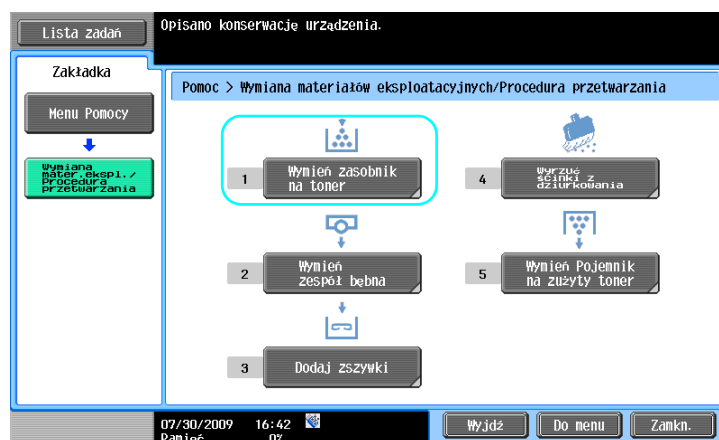 Lista zadań
Opisano konserwację urządzenia.
Zakładka
Menu Pomocy
Wymiana
mater.ekspl./
Procedura
przetwarzania
Pomoc > Wymiana materiałów eksploatacyjnych/Procedura przetwarzania
1
Wymień zasobnik
na toner
2
Wymień
zespół bębna
3
Dodaj zszywki
4
Wyrzuć
ścinki z
dziurkowania
5
Wymień Pojemnik
na zużyty toner
07/30/2009 16:42
Pamięć 0%
Wyjdź
Do menu
Zamkn.